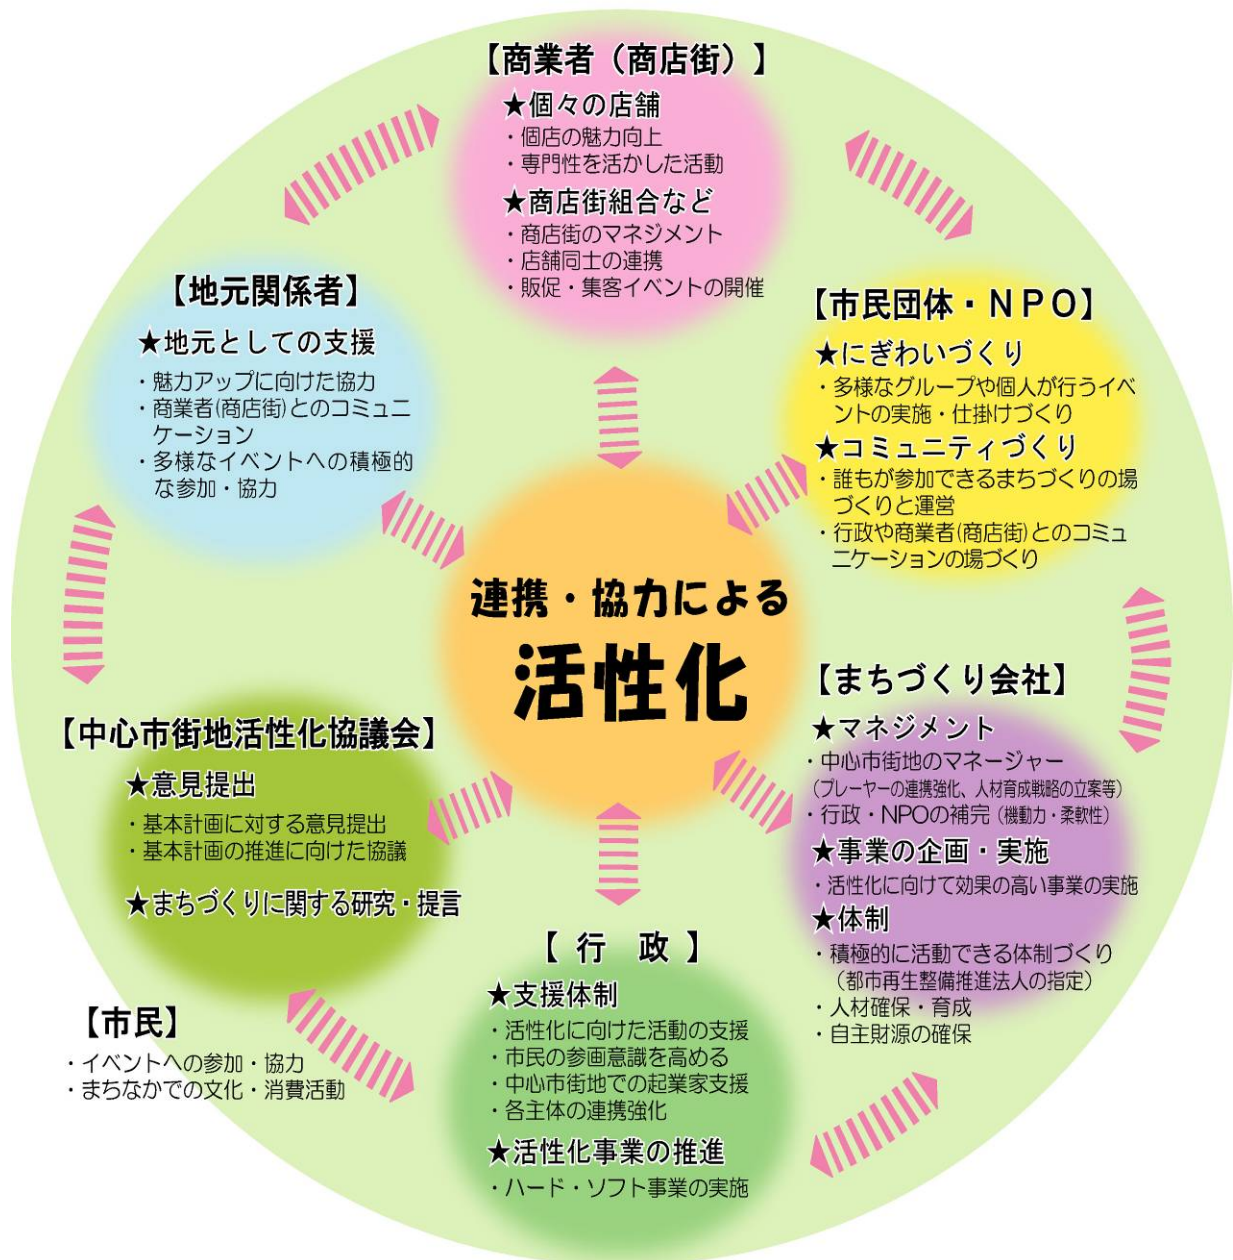 【商業者（商店街）】
★個々の店舗
・個店の魅力向上
・専門性を活かした活動
★商店街組合など
・商店街のマネジメント
・店舗同士の連携
・販促・集客イベントの開催
【地元関係者】
★地元としての支援
・魅力アップに向けた協力
・商業者(商店街)とのコミュニ
ケーション
・多様なイベントへの積極的
な参加・協力
【市民団体・ＮＰＯ】
★にぎわいづくり
・多様なグループや個人が行うイベ
ントの実施・仕掛けづくり
★コミュニティづくり
・誰もが参加できるまちづくりの場
づくりと運営
・行政や商業者(商店街)とのコミュ
ニケーションの場づくり
連携・協力による
活性化
【中心市街地活性化協議会】
★意見提出
・基本計画に対する意見提出
・基本計画の推進に向けた協議
★まちづくりに関する研究・提言
【まちづくり会社】
★マネジメント
・中心市街地のマネージャー
（プレーヤーの連携強化、人材育成戦略の立案等）
・行政・NPOの補完（機動力・柔軟性）
★事業の企画・実施
・活性化に向けて効果の高い事業の実施
★体制
・積極的に活動できる体制づくり
（都市再生整備推進法人の指定）
・人材確保・育成
・自主財源の確保
【行　政】
★支援体制
・活性化に向けた活動の支援
・市民の参画意識を高める
・中心市街地での起業家支援
・各主体の連携強化
★活性化事業の推進
・ハード・ソフト事業の実施
【市民】
・イベントへの参加・協力
・まちなかでの文化・消費活動